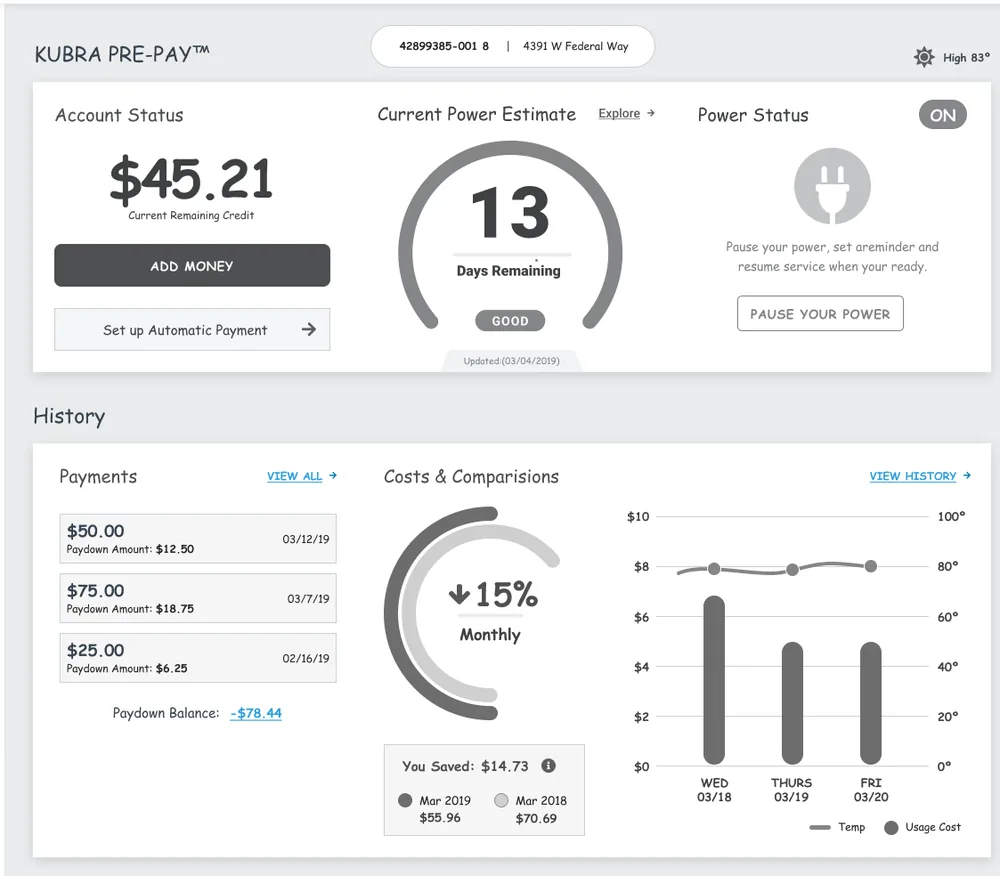 KUBRA PRE-PAY™
42899385-001 8 | 4391 W Federal Way
High 83°
Account Status
$45.21
Current Remaining Credit
ADD MONEY
Set up Automatic Payment
Current Power Estimate
Explore
13
Days Remaining
GOOD
Updated:(03/04/2019)
Power Status
ON
Pause your power, set areminder and
resume service when your ready.
PAUSE YOUR POWER
History
Payments
VIEW ALL
$50.00
Paydown Amount: $12.50
03/12/19
$75.00
Paydown Amount: $18.75
03/7/19
$25.00
Paydown Amount: $6.25
02/16/19
Paydown Balance: -$78.44
Costs & Comparisions
15%
Monthly
You Saved: $14.73
Mar 2019
$55.96
Mar 2018
$70.69
VIEW HISTORY
$10 100°
$8 80°
$6 60°
$4 40°
$2 20°
$0 0°
WED THURS FRI
03/18 03/19 03/20
Temp Usage Cost